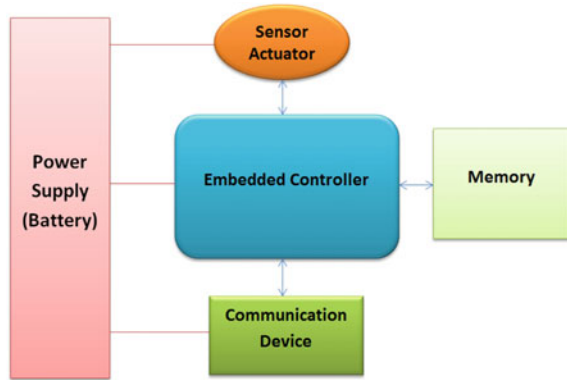 Sensor
Actuator
Power
Supply
(Battery)
Embedded Controller
Memory
Communication
Device